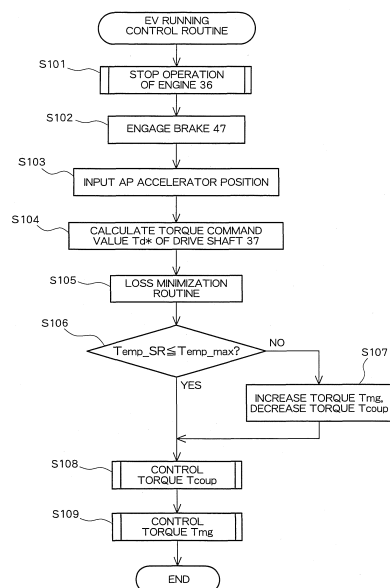 EV RUNNING
CONTROL ROUTINE
S101
STOP OPERATION
OF ENGINE 36
S102
ENGAGE BRAKE 47
S103
INPUT AP ACCELERATOR POSITION
S104
CALCULATE TORQUE COMMAND
VALUE Td* OF DRIVE SHAFT 37
S105
LOSS MINIMIZATION
ROUTINE
S106
Temp_SR≦Temp_max?
NO
S107
YES
INCREASE TORQUE Tmg,
DECREASE TORQUE Tcoup
S108
CONTROL
TORQUE Tcoup
S109
CONTROL
TORQUE Tmg
END